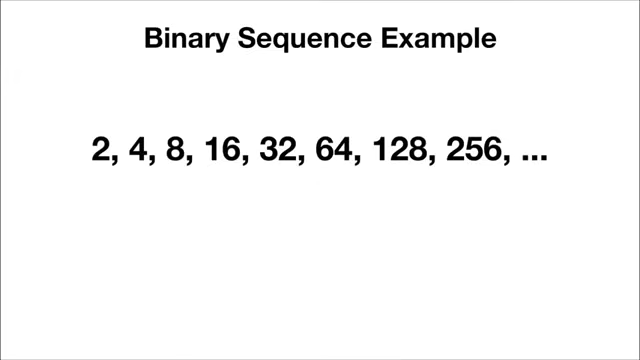 Binary Sequence Example
2, 4, 8, 16, 32, 64, 128, 256, ...